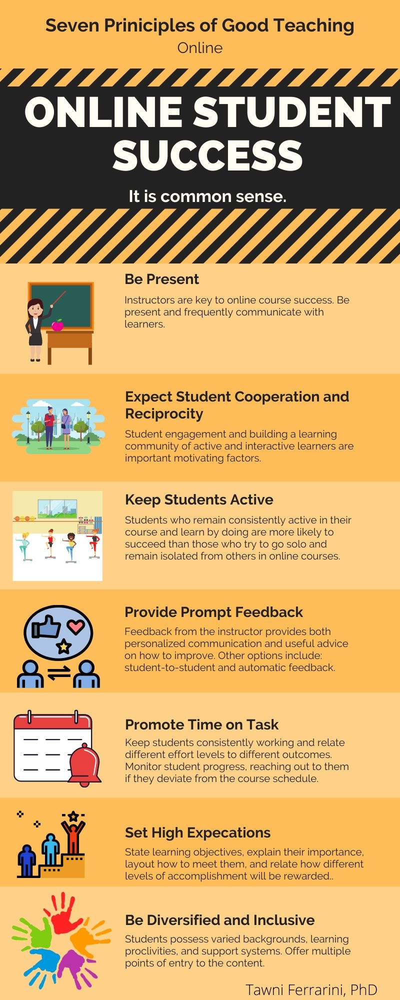 Seven Priniciples of Good Teaching
Online
ONLINE STUDENT
SUCCESS
It is common sense.
Be Present
Instructors are key to online course success. Be
present and frequently communicate with
learners.
Expect Student Cooperation and
Reciprocity
Student engagement and building a learning
community of active and interactive learners are
important motivating factors.
Keep Students Active
Students who remain consistently active in their
course and learn by doing are more likely to
succeed than those who try to go solo and
remain isolated from others in online courses.
Provide Prompt Feedback
Feedback from the instructor provides both
personalized communication and useful advice
on how to improve. Other options include:
student-to-student and automatic feedback.
Promote Time on Task
Keep students consistently working and relate
different effort levels to different outcomes.
Monitor student progress, reaching out to them
if they deviate from the course schedule.
Set High Expecations
State learning objectives, explain their importance,
layout how to meet them, and relate how different
levels of accomplishment will be rewarded..
Be Diversified and Inclusive
Students possess varied backgrounds, learning
proclivities, and support systems. Offer multiple
points of entry to the content.
Tawni Ferrarini, PhD